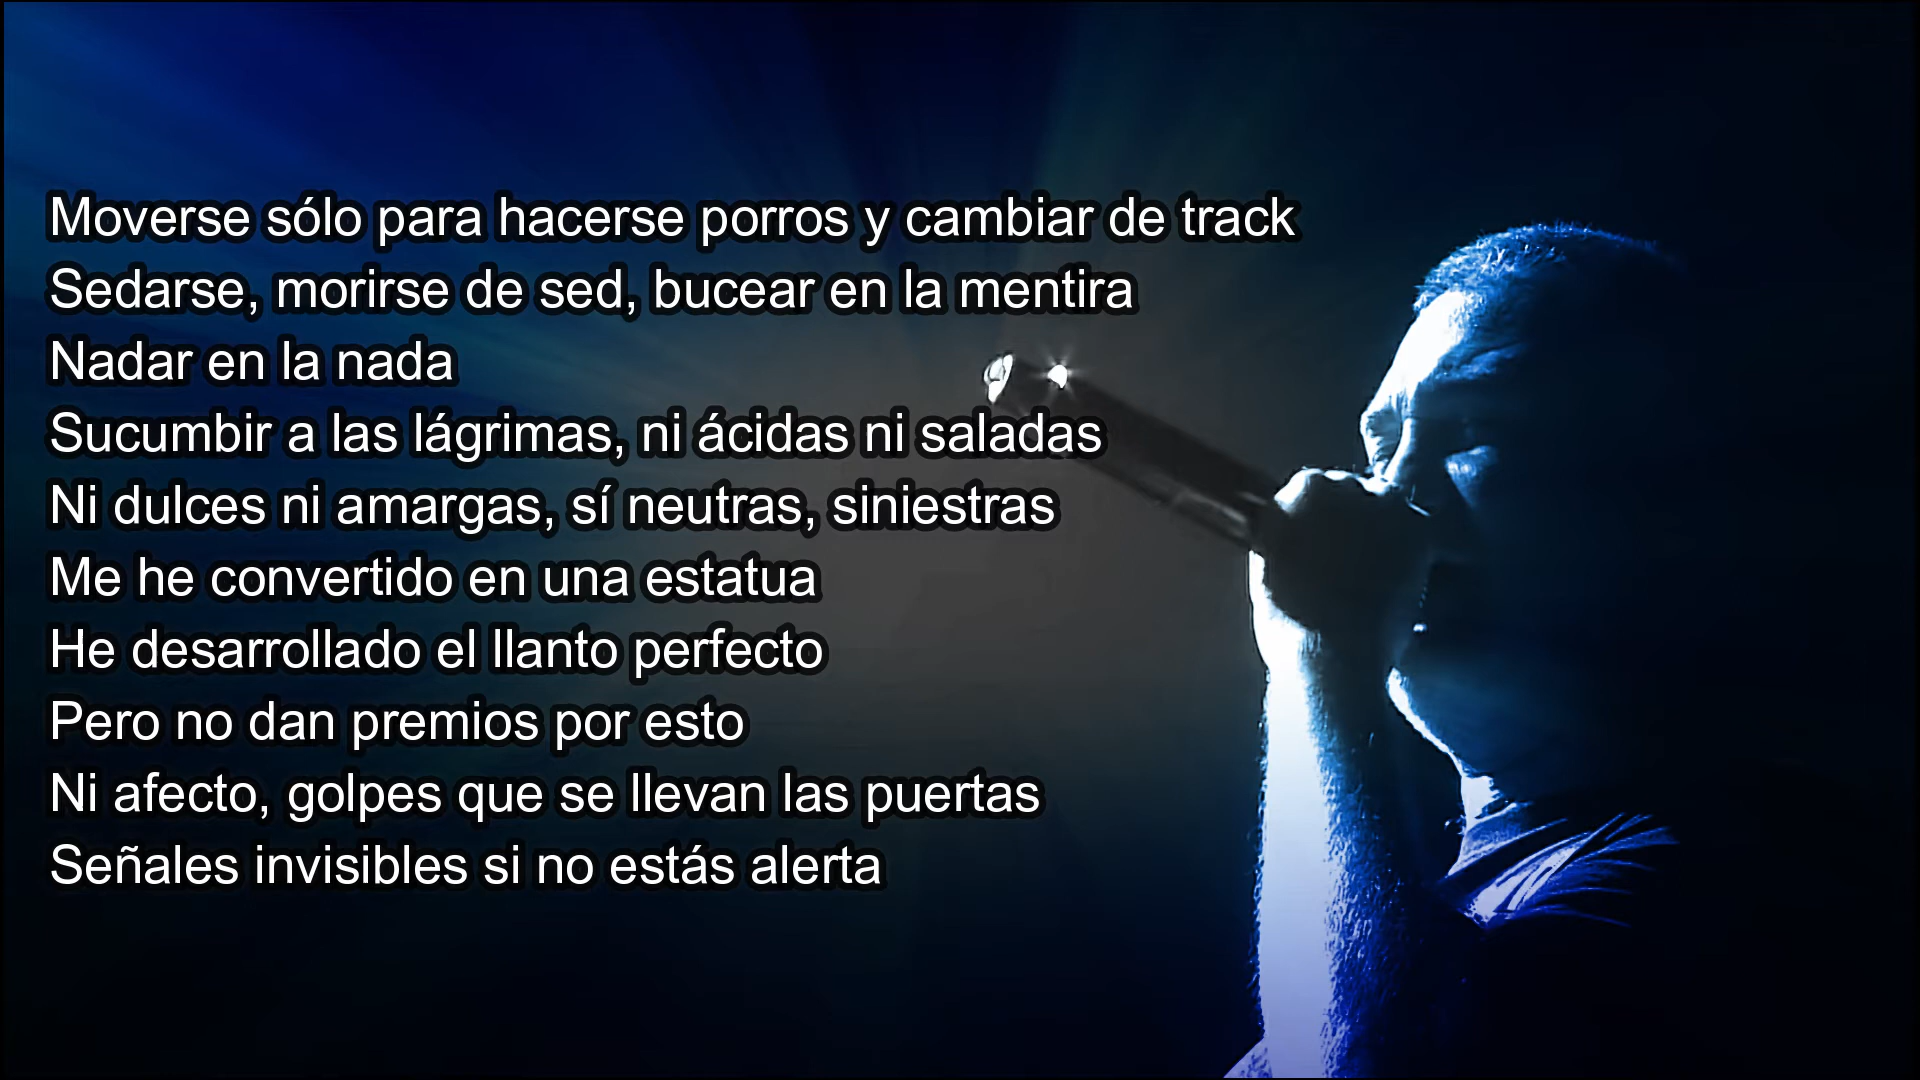 Moverse sólo para hacerse porros y cambiar de track
Sedarse, morirse de sed, bucear en la mentira
Nadar en la nada
Sucumbir a las lágrimas, ni ácidas ni saladas
Ni dulces ni amargas, sí neutras, siniestras
Me he convertido en una estatua
He desarrollado el llanto perfecto
Pero no dan premios por esto
Ni afecto, golpes que se llevan las puertas
Señales invisibles si no estás alerta